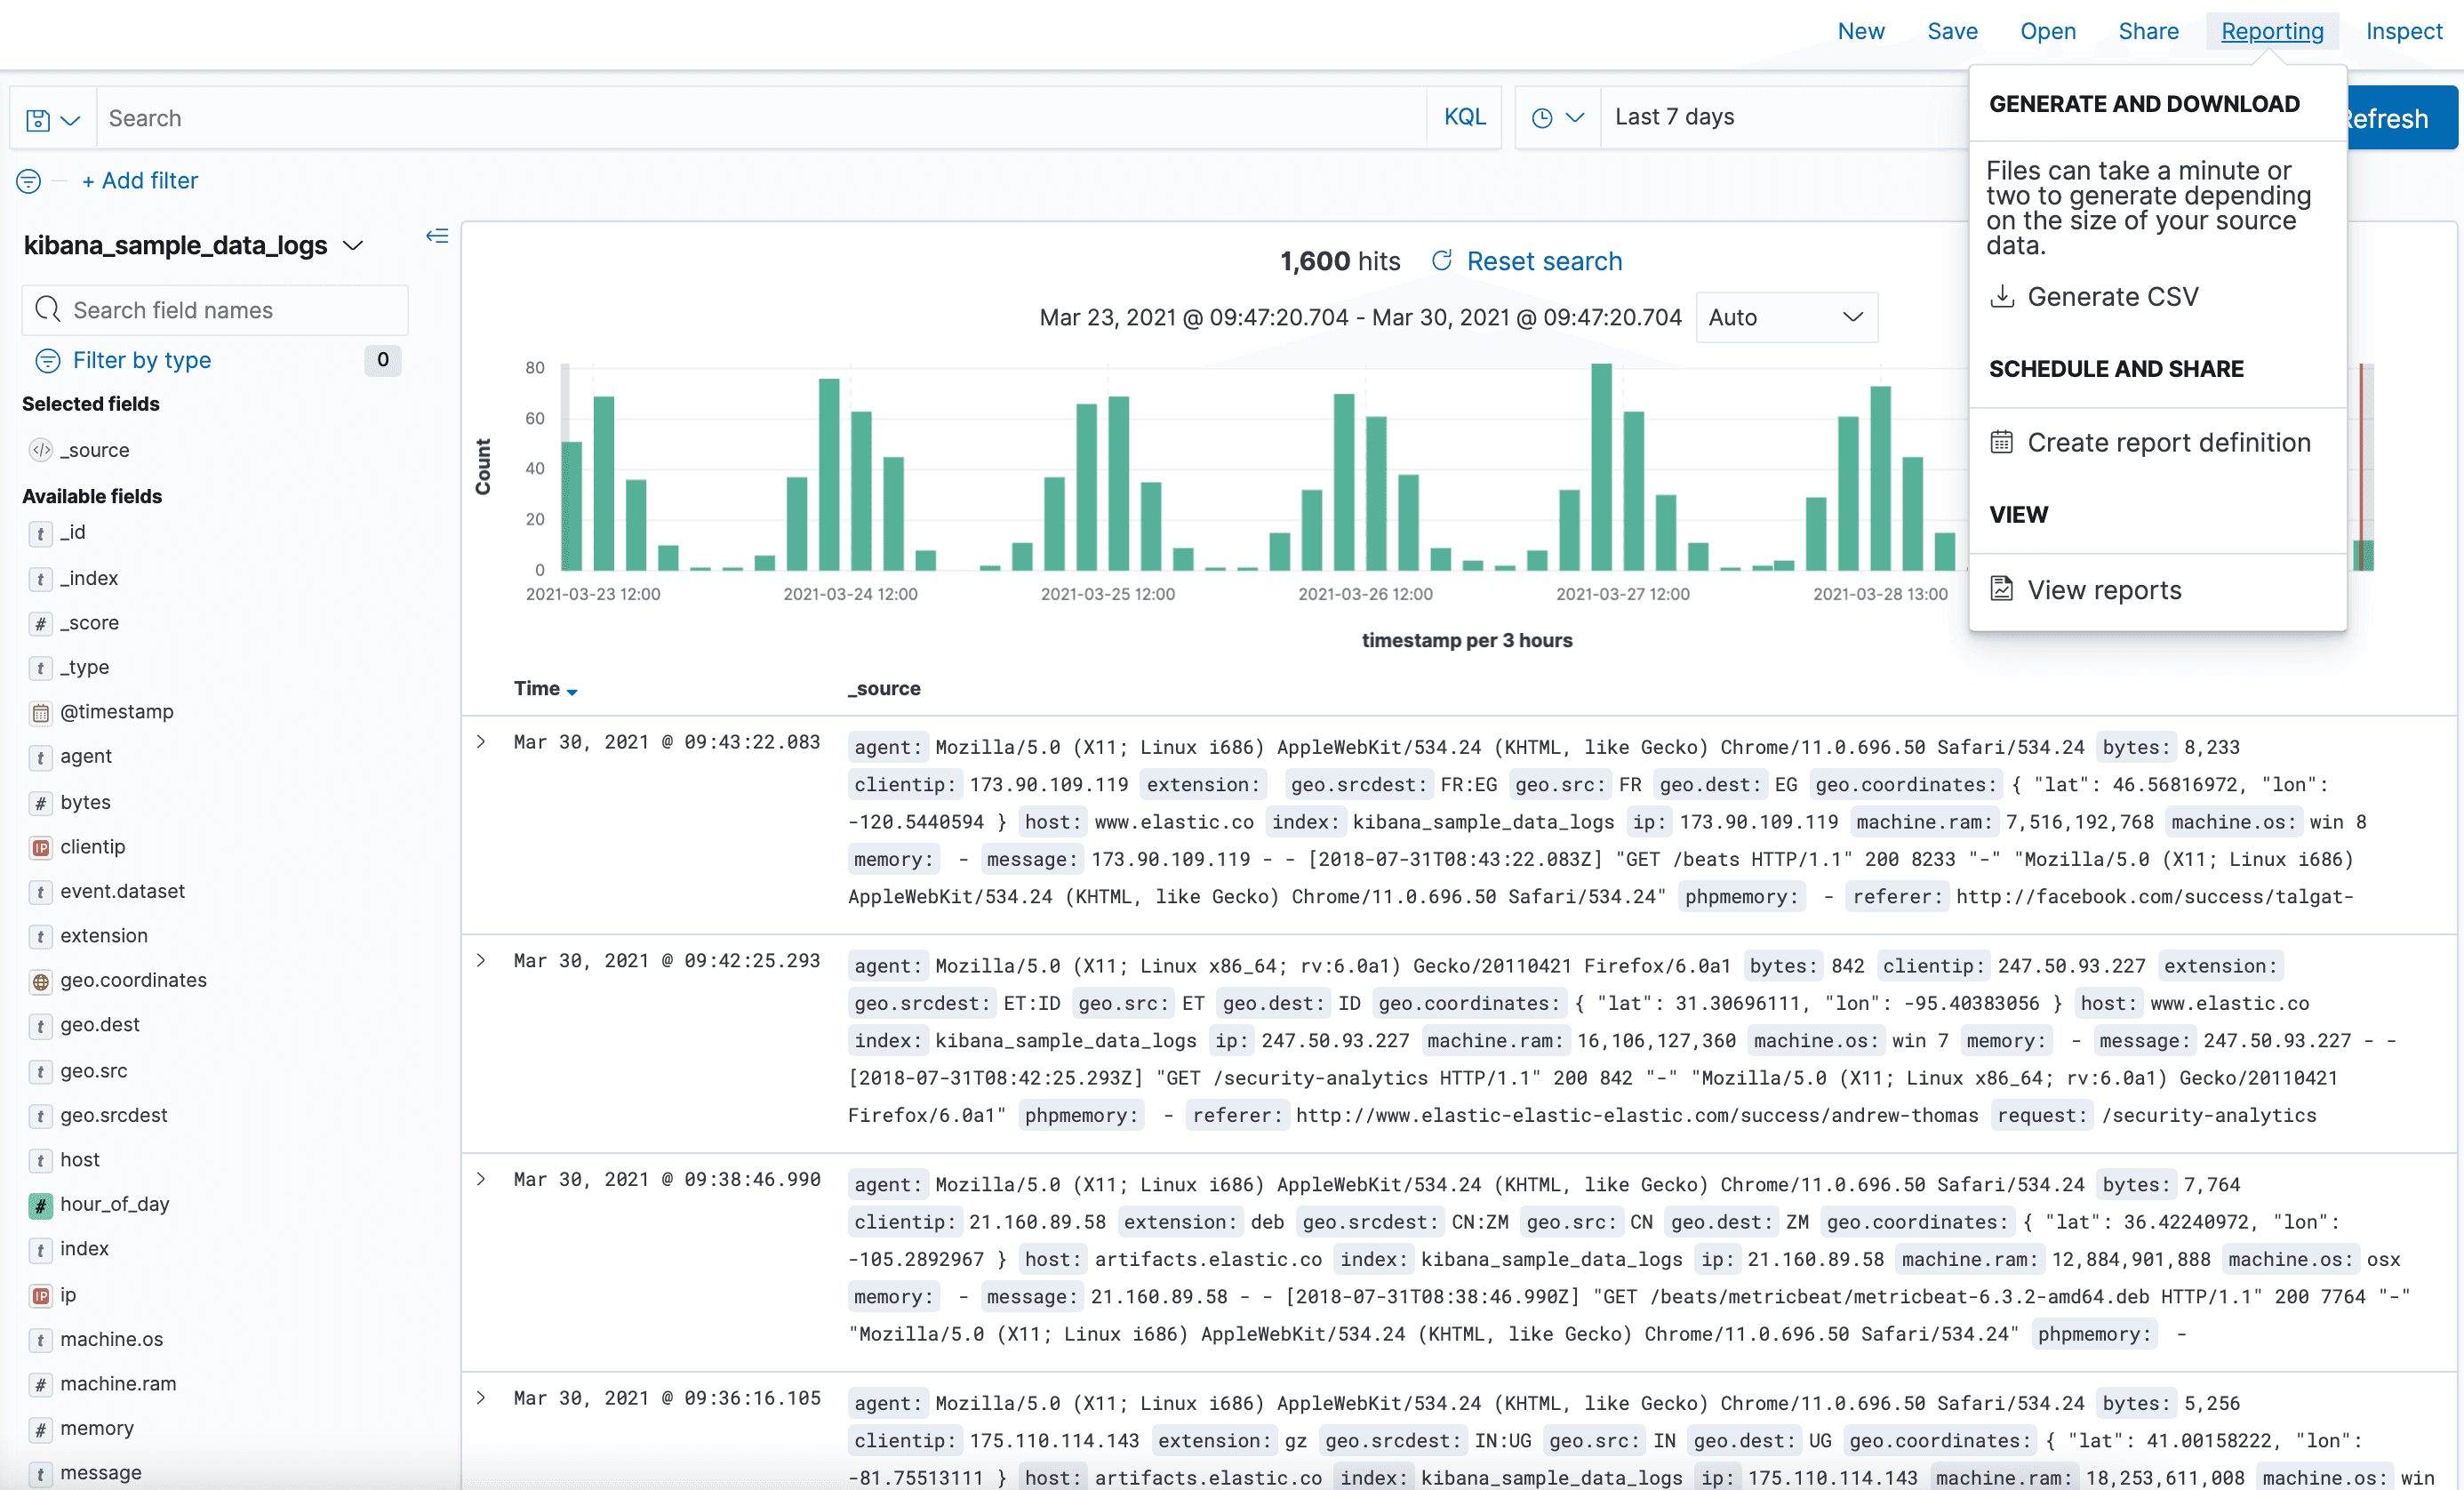 New Save Open Share Reporting Inspect
Search KQL Last 7 days Refresh
+ Add filter
GENERATE AND DOWNLOAD
Files can take a minute or
two to generate depending
on the size of your source
data.
Generate CSV
SCHEDULE AND SHARE
Create report definition
VIEW
View reports
kibana_sample_data_logs
Search field names
Filter by type 0
Selected fields
_source
Available fields
_id
_index
_score
_type
@timestamp
agent
bytes
clientip
event.dataset
extension
geo.coordinates
geo.dest
geo.src
geo.srcdest
host
hour_of_day
index
ip
machine.os
machine.ram
memory
message
1,600 hits Reset search
Mar 23, 2021 @ 09:47:20.704 - Mar 30, 2021 @ 09:47:20.704 Auto
Count
80
60
40
20
0
2021-03-23 12:00 2021-03-24 12:00 2021-03-25 12:00 2021-03-26 12:00 2021-03-27 12:00 2021-03-28 13:00
timestamp per 3 hours
Time _source
Mar 30, 2021 @ 09:43:22.083 agent: Mozilla/5.0 (X11; Linux i686) AppleWebKit/534.24 (KHTML, like Gecko) Chrome/11.0.696.50 Safari/534.24 bytes: 8,233
clientip: 173.90.109.119 extension: geo.srcdest: FR:EG geo.src: FR geo.dest: EG geo.coordinates: { "lat": 46.56816972, "lon":
-120.5440594 } host: www.elastic.co index: kibana_sample_data_logs ip: 173.90.109.119 machine.ram: 7,516,192,768 machine.os: win 8
memory: - message: 173.90.109.119 - - [2018-07-31T08:43:22.083Z] "GET /beats HTTP/1.1" 200 8233 "-" "Mozilla/5.0 (X11; Linux i686)
AppleWebKit/534.24 (KHTML, like Gecko) Chrome/11.0.696.50 Safari/534.24" phpmemory: - referer: http://facebook.com/success/talgat-
Mar 30, 2021 @ 09:42:25.293 agent: Mozilla/5.0 (X11; Linux x86_64; rv:6.0a1) Gecko/20110421 Firefox/6.0a1 bytes: 842 clientip: 247.50.93.227 extension:
geo.srcdest: ET:ID geo.src: ET geo.dest: ID geo.coordinates: { "lat": 31.30696111, "lon": -95.40383056 } host: www.elastic.co
index: kibana_sample_data_logs ip: 247.50.93.227 machine.ram: 16,106,127,360 machine.os: win 7 memory: - message: 247.50.93.227 - -
[2018-07-31T08:42:25.293Z] "GET /security-analytics HTTP/1.1" 200 842 "-" "Mozilla/5.0 (X11; Linux x86_64; rv:6.0a1) Gecko/20110421
Firefox/6.0a1" phpmemory: - referer: http://www.elastic-elastic-elastic.com/success/andrew-thomas request: /security-analytics
Mar 30, 2021 @ 09:38:46.990 agent: Mozilla/5.0 (X11; Linux i686) AppleWebKit/534.24 (KHTML, like Gecko) Chrome/11.0.696.50 Safari/534.24 bytes: 7,764
clientip: 21.160.89.58 extension: deb geo.srcdest: CN:ZM geo.src: CN geo.dest: ZM geo.coordinates: { "lat": 36.42240972, "lon":
-105.2892967 } host: artifacts.elastic.co index: kibana_sample_data_logs ip: 21.160.89.58 machine.ram: 12,884,901,888 machine.os: osx
memory: - message: 21.160.89.58 - - [2018-07-31T08:38:46.990Z] "GET /beats/metricbeat/metricbeat-6.3.2-amd64.deb HTTP/1.1" 200 7764 "-"
"Mozilla/5.0 (X11; Linux i686) AppleWebKit/534.24 (KHTML, like Gecko) Chrome/11.0.696.50 Safari/534.24" phpmemory: -
Mar 30, 2021 @ 09:36:16.105 agent: Mozilla/5.0 (X11; Linux i686) AppleWebKit/534.24 (KHTML, like Gecko) Chrome/11.0.696.50 Safari/534.24 bytes: 5,256
clientip: 175.110.114.143 extension: gz geo.srcdest: IN:UG geo.src: IN geo.dest: UG geo.coordinates: { "lat": 41.00158222, "lon":
-81.75513111 } host: artifacts.elastic.co index: kibana_sample_data_logs ip: 175.110.114.143 machine.ram: 18,253,611,008 machine.os: win